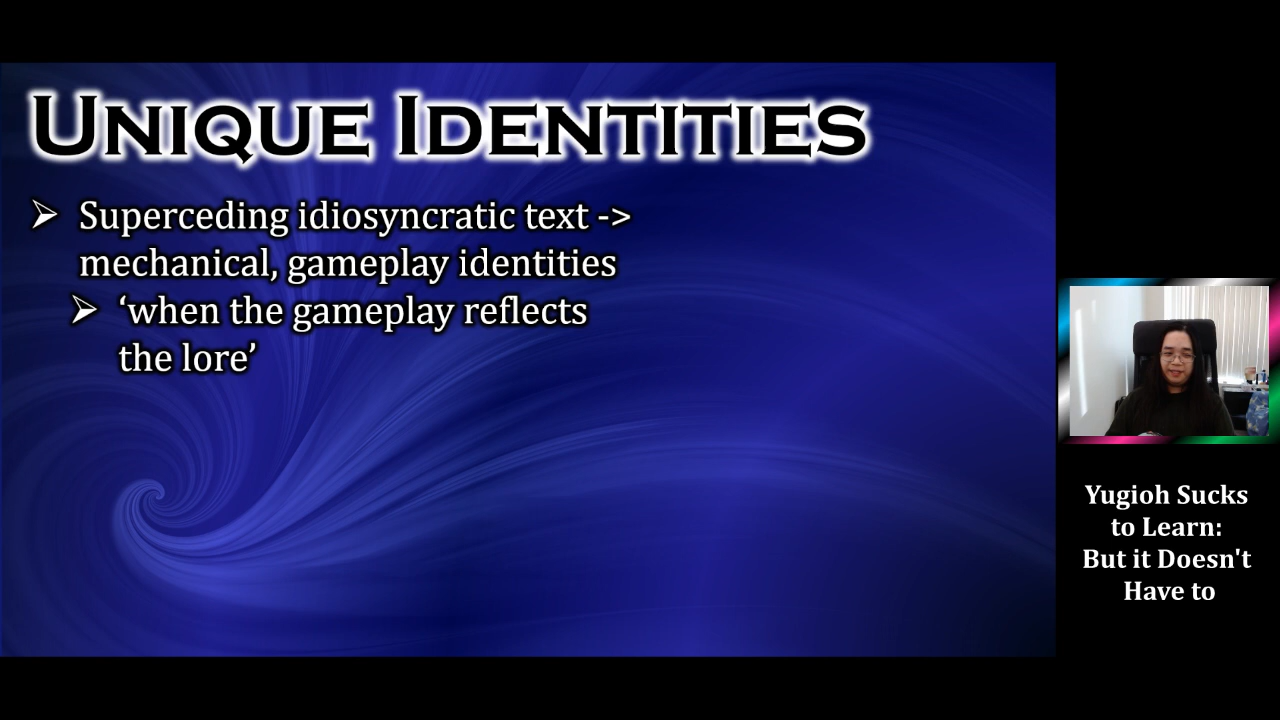 UNIQUE IDENTITIES
Superceding idiosyncratic text ->
mechanical, gameplay identities
‘when the gameplay reflects
the lore’
Yugioh Sucks
to Learn:
But it Doesn't
Have to